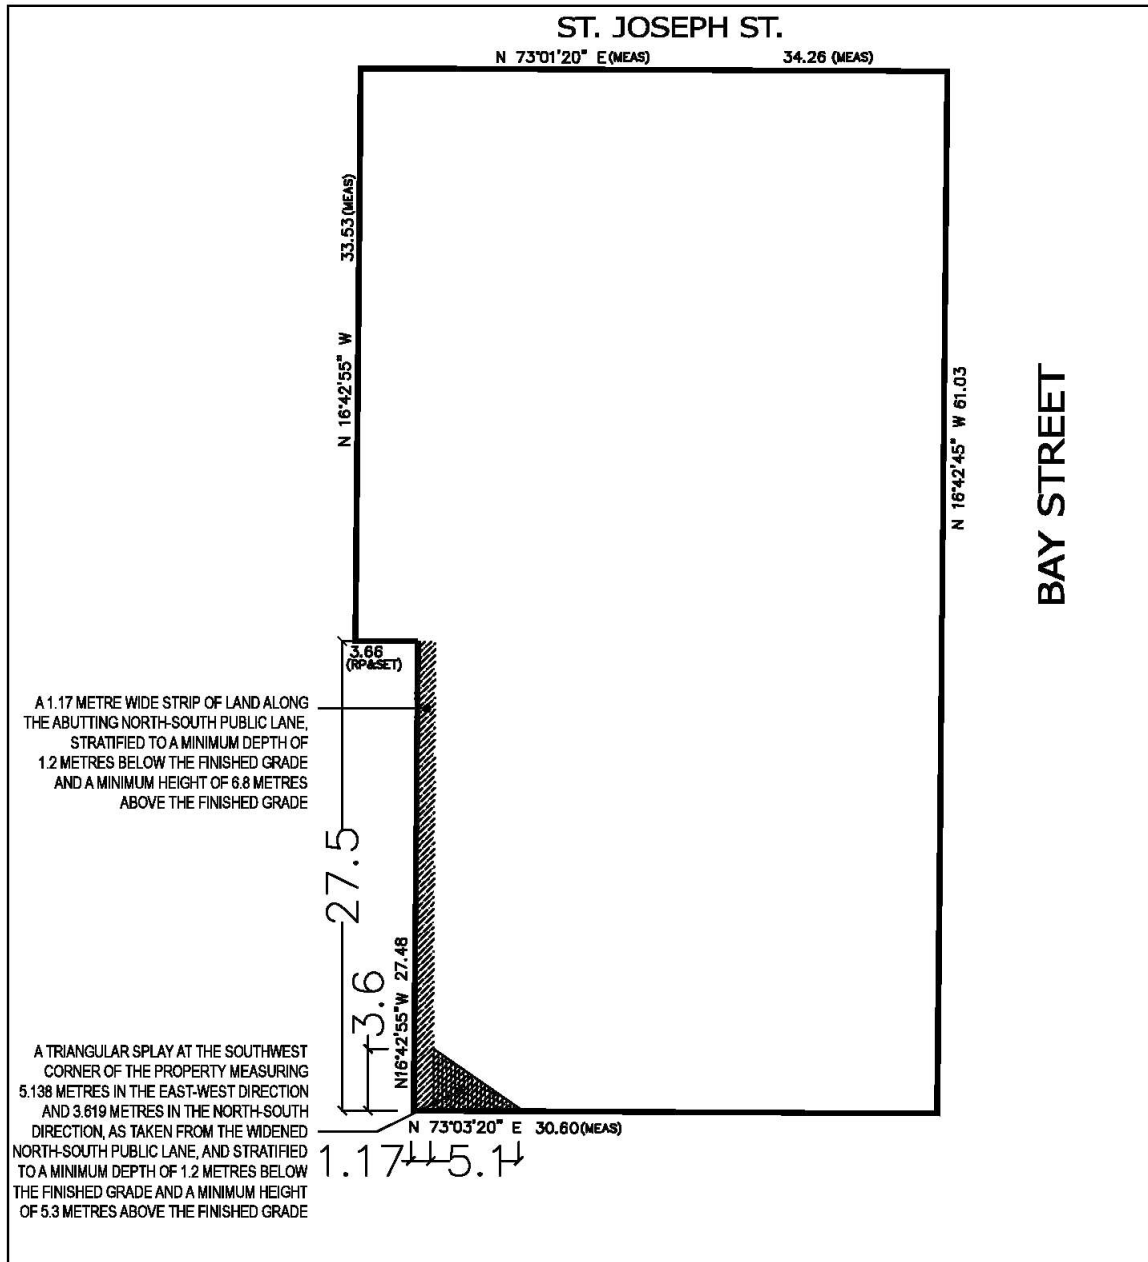 ST. JOSEPH ST.
N 73°01'20" E (MEAS) 34.26 (MEAS)
33.53 (MEAS)
N 16°42'55" W
N 16°42'45" W 61.03
BAY STREET
3.66
(RP&SET)
A 1.17 METRE WIDE STRIP OF LAND ALONG
THE ABUTTING NORTH-SOUTH PUBLIC LANE,
STRATIFIED TO A MINIMUM DEPTH OF
1.2 METRES BELOW THE FINISHED GRADE
AND A MINIMUM HEIGHT OF 6.8 METRES
ABOVE THE FINISHED GRADE
27.5
3.6
N16°42'55"W 27.48
A TRIANGULAR SPLAY AT THE SOUTHWEST
CORNER OF THE PROPERTY MEASURING
5.138 METRES IN THE EAST-WEST DIRECTION
AND 3.619 METRES IN THE NORTH-SOUTH
DIRECTION, AS TAKEN FROM THE WIDENED
NORTH-SOUTH PUBLIC LANE, AND STRATIFIED
TO A MINIMUM DEPTH OF 1.2 METRES BELOW
THE FINISHED GRADE AND A MINIMUM HEIGHT
OF 5.3 METRES ABOVE THE FINISHED GRADE
N 73°03'20" E 30.60 (MEAS)
1.17 5.1